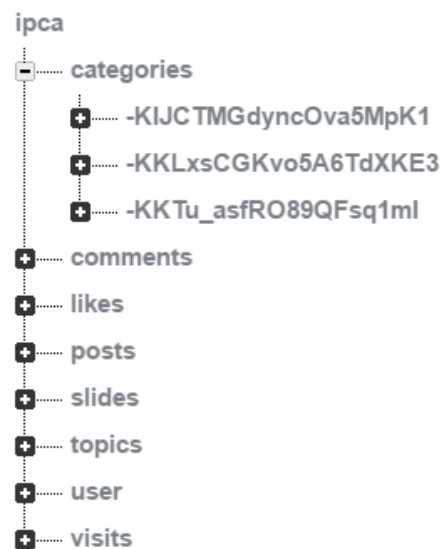 ipca
categories
-KIJCTMGdyncOva5MpK1
-KKLxsCGKvo5A6TdXKE3
-KKTu_asfRO89QFsq1ml
comments
likes
posts
slides
topics
user
visits